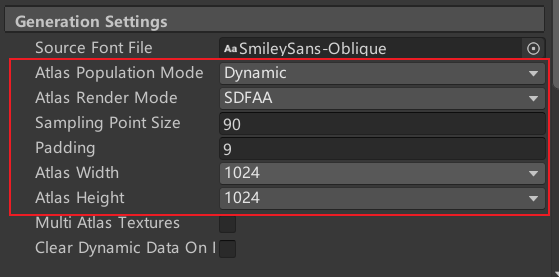 Generation Settings
Source Font File Aa SmileySans-Oblique
Atlas Population Mode Dynamic
Atlas Render Mode SDFAA
Sampling Point Size 90
Padding 9
Atlas Width 1024
Atlas Height 1024
Multi Atlas Textures
Clear Dynamic Data On